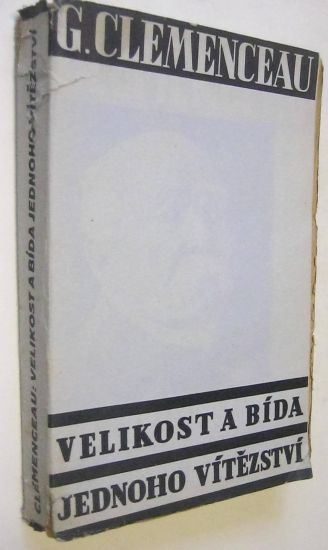 G. CLEMENCEAU
VELIKOST A BÍDA
JEDNOHO VÍTĚZSTVÍ
CLEMENCEAU: VELIKOST A BÍDA JEDNOHO VÍTĚZSTVÍ